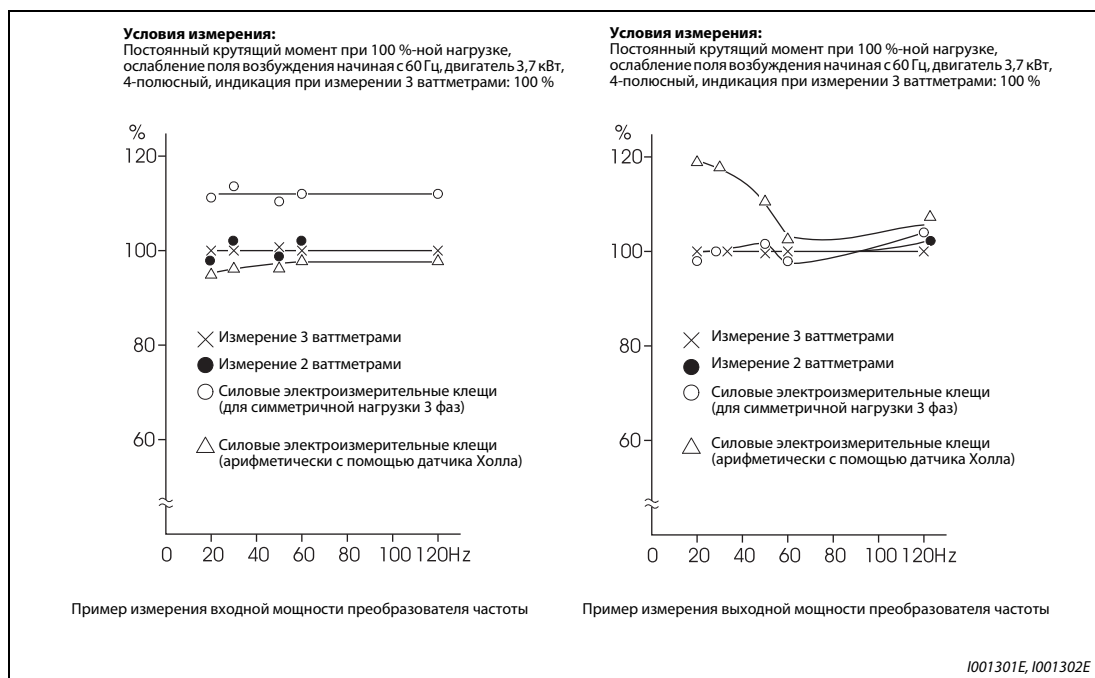 Условия измерения:
Постоянный крутящий момент при 100 %-ной нагрузке,
ослабление поля возбуждения начиная с 60 Гц, двигатель 3,7 кВт,
4-полюсный, индикация при измерении 3 ваттметрами: 100 %
%
120
100
80
60
Измерение 3 ваттметрами
Измерение 2 ваттметрами
Силовые электроизмерительные клещи
(для симметричной нагрузки 3 фаз)
Силовые электроизмерительные клещи
(арифметически с помощью датчика Холла)
0 20 40 60 80 100 120Hz
Пример измерения входной мощности преобразователя частоты
Условия измерения:
Постоянный крутящий момент при 100 %-ной нагрузке,
ослабление поля возбуждения начиная с 60 Гц, двигатель 3,7 кВт,
4-полюсный, индикация при измерении 3 ваттметрами: 100 %
%
120
100
80
60
Измерение 3 ваттметрами
Измерение 2 ваттметрами
Силовые электроизмерительные клещи
(для симметричной нагрузки 3 фаз)
Силовые электроизмерительные клещи
(арифметически с помощью датчика Холла)
0 20 40 60 80 100 120Hz
Пример измерения выходной мощности преобразователя частоты
I001301E, I001302E